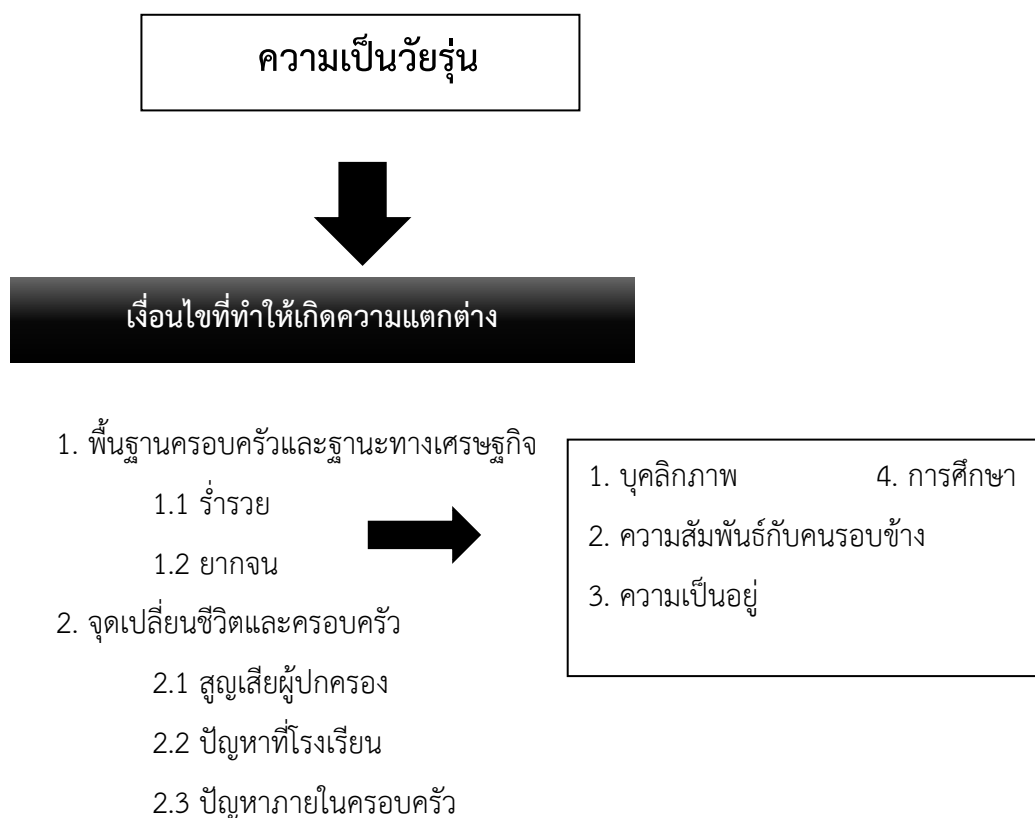 ความเป็นวัยรุ่น
เงื่อนไขที่ทำให้เกิดความแตกต่าง
1. พื้นฐานครอบครัวและฐานะทางเศรษฐกิจ
1.1 ร่ำรวย
1.2 ยากจน
2. จุดเปลี่ยนชีวิตและครอบครัว
2.1 สูญเสียผู้ปกครอง
2.2 ปัญหาที่โรงเรียน
2.3 ปัญหาภายในครอบครัว
1. บุคลิกภาพ 4. การศึกษา
2. ความสัมพันธ์กับคนรอบข้าง
3. ความเป็นอยู่